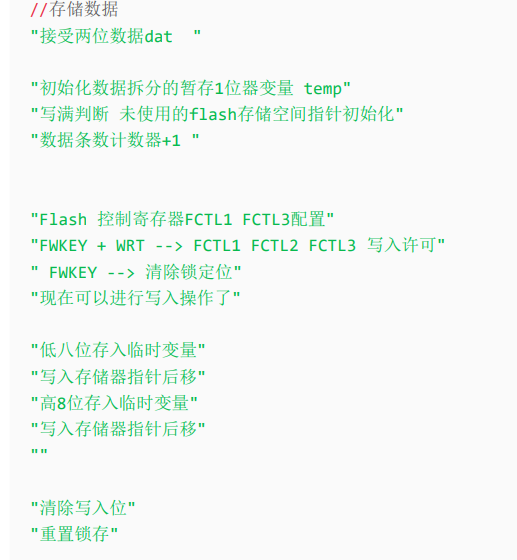 //存储数据
"接受两位数据dat  "
"初始化数据拆分的暂存1位器变量 temp"
"写满判断 未使用的flash存储空间指针初始化"
"数据条数计数器+1 "
"Flash 控制寄存器FCTL1 FCTL3配置"
"FWKEY + WRT --> FCTL1 FCTL2 FCTL3 写入许可"
" FWKEY --> 清除锁定位"
"现在可以进行写入操作了"
"低八位存入临时变量"
"写入存储器指针后移"
"高8位存入临时变量"
"写入存储器指针后移"
""
"清除写入位"
"重置锁存"